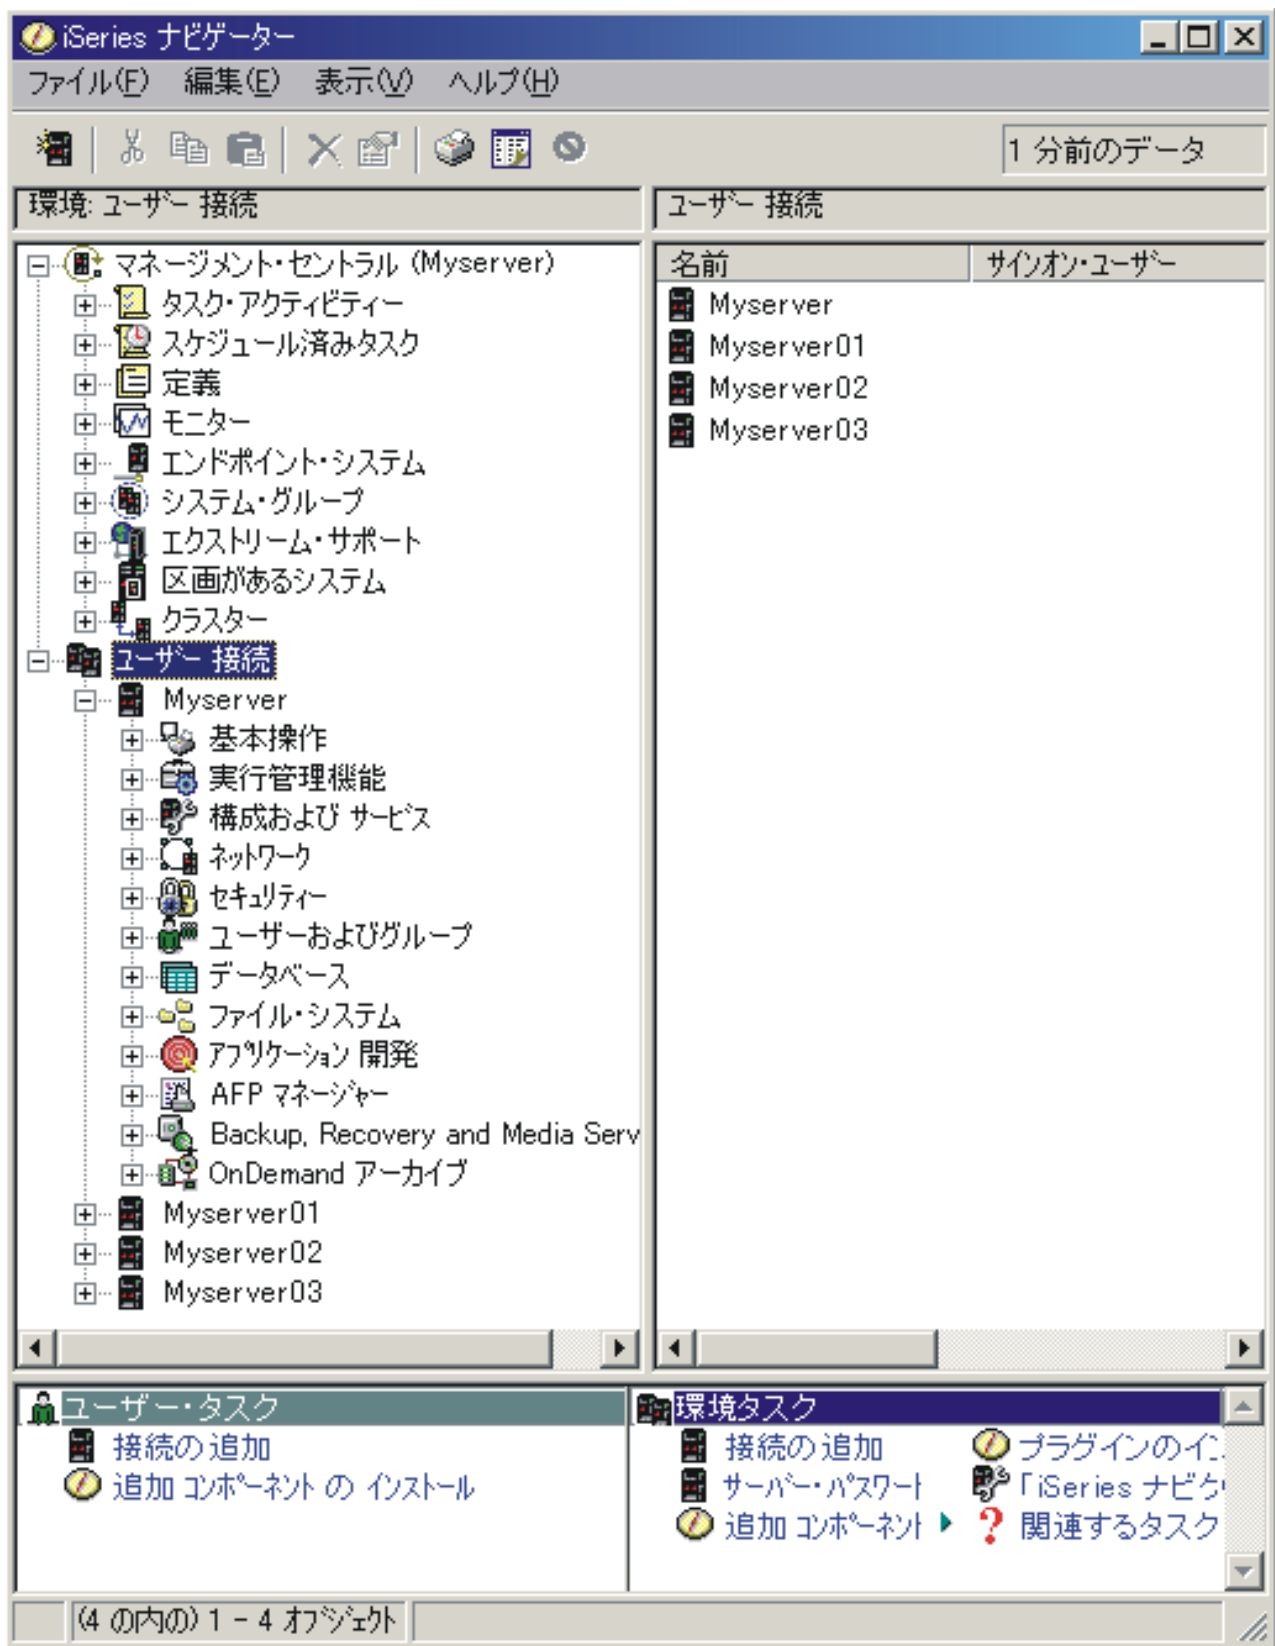 iSeries ナビゲーター
ファイル(F) 編集(E) 表示(V) ヘルプ(H)
1 分前のデータ
環境: ユーザー 接続
ユーザー 接続
マネージメント・セントラル (Myserver)
タスク・アクティビティー
スケジュール済みタスク
定義
モニター
エンドポイント・システム
システム・グループ
エクストリーム・サポート
区画があるシステム
クラスター
ユーザー 接続
Myserver
基本操作
実行管理機能
構成および サービス
ネットワーク
セキュリティー
ユーザーおよびグループ
データベース
ファイル・システム
アプリケーション 開発
AFP マネージャー
Backup, Recovery and Media Serv
OnDemand アーカイブ
Myserver01
Myserver02
Myserver03
名前 サインオン・ユーザー
Myserver
Myserver01
Myserver02
Myserver03
ユーザー・タスク
接続の追加
追加 コンポーネント の インストール
環境タスク
接続の追加
サーバー・パスワー
追加 コンポーネン
プラグインのイ
「iSeries ナビ
関連するタスク
(4 の内の) 1 - 4 オブジェクト